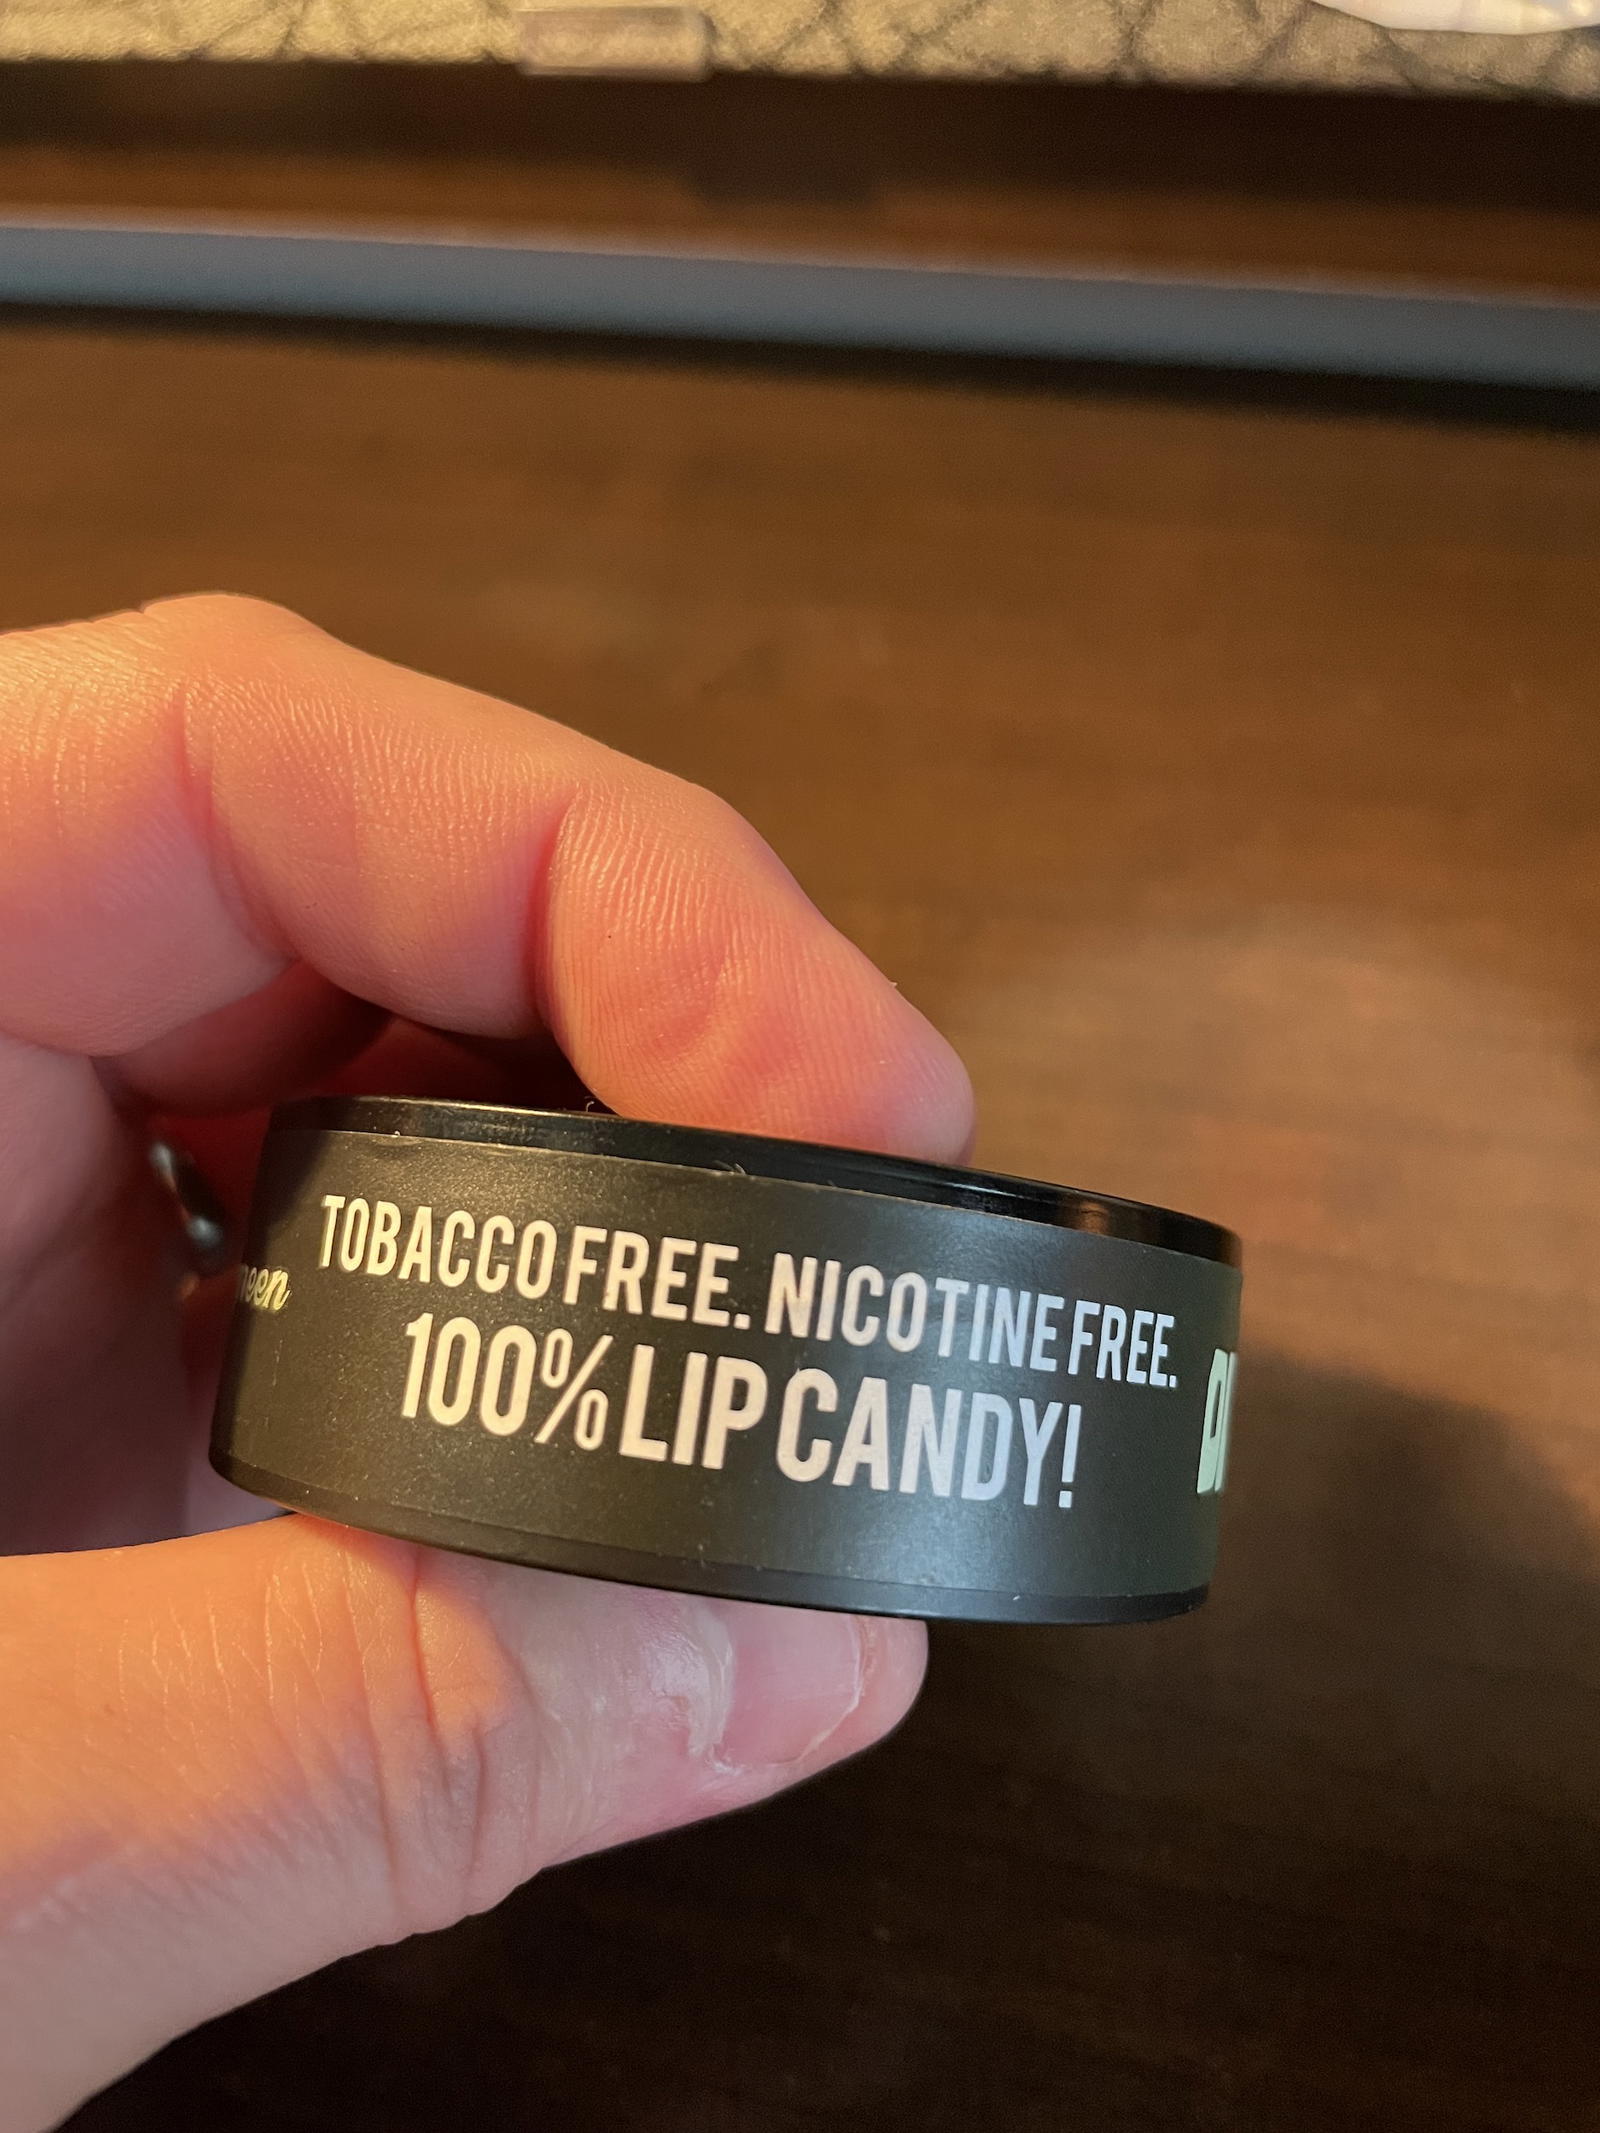 TOBACCO FREE. NICOTINE FREE.
100% LIP CANDY!